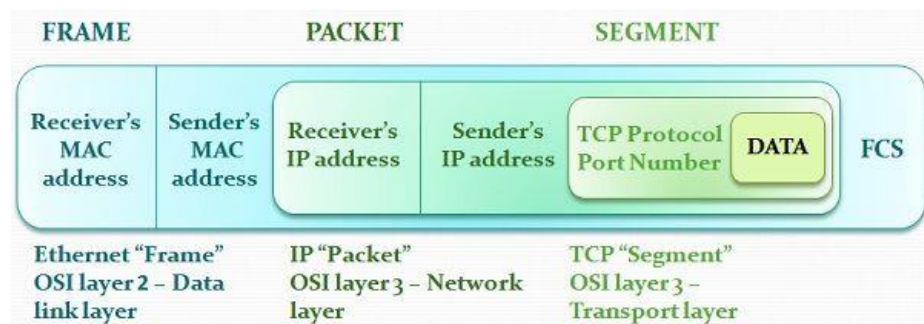 FRAME
PACKET
SEGMENT
Receiver's
MAC
address
Sender's
MAC
address
Receiver's
IP address
Sender's
IP address
TCP Protocol
Port Number
DATA
FCS
Ethernet “Frame”
OSI layer 2 – Data
link layer
IP “Packet”
OSI layer 3 – Network
layer
TCP “Segment”
OSI layer 3 –
Transport layer